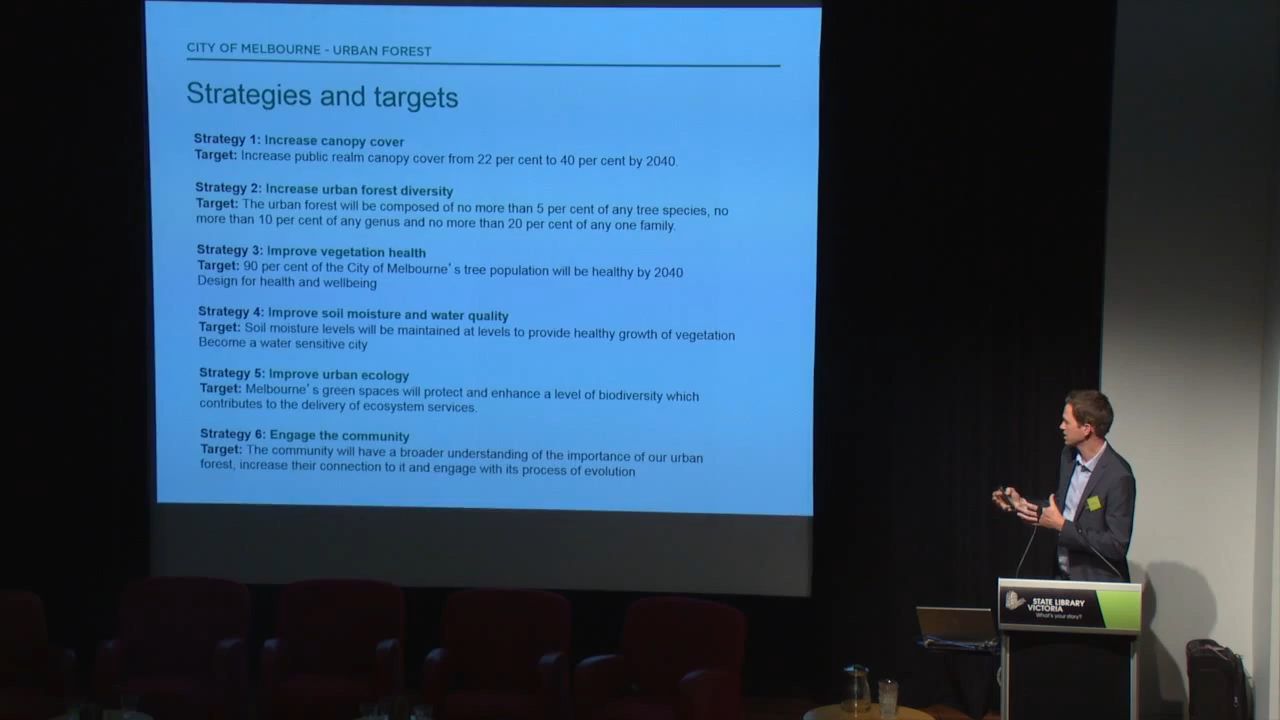 CITY OF MELBOURNE - URBAN FOREST
Strategies and targets
Strategy 1: Increase canopy cover
Target: Increase public realm canopy cover from 22 per cent to 40 per cent by 2040.
Strategy 2: Increase urban forest diversity
Target: The urban forest will be composed of no more than 5 per cent of any tree species, no
more than 10 per cent of any genus and no more than 20 per cent of any one family.
Strategy 3: Improve vegetation health
Target: 90 per cent of the City of Melbourne's tree population will be healthy by 2040
Design for health and wellbeing
Strategy 4: Improve soil moisture and water quality
Target: Soil moisture levels will be maintained at levels to provide healthy growth of vegetation
Become a water sensitive city
Strategy 5: Improve urban ecology
Target: Melbourne's green spaces will protect and enhance a level of biodiversity which
contributes to the delivery of ecosystem services.
Strategy 6: Engage the community
Target: The community will have a broader understanding of the importance of our urban
forest, increase their connection to it and engage with its process of evolution
STATE LIBRARY
VICTORIA
What's your story?